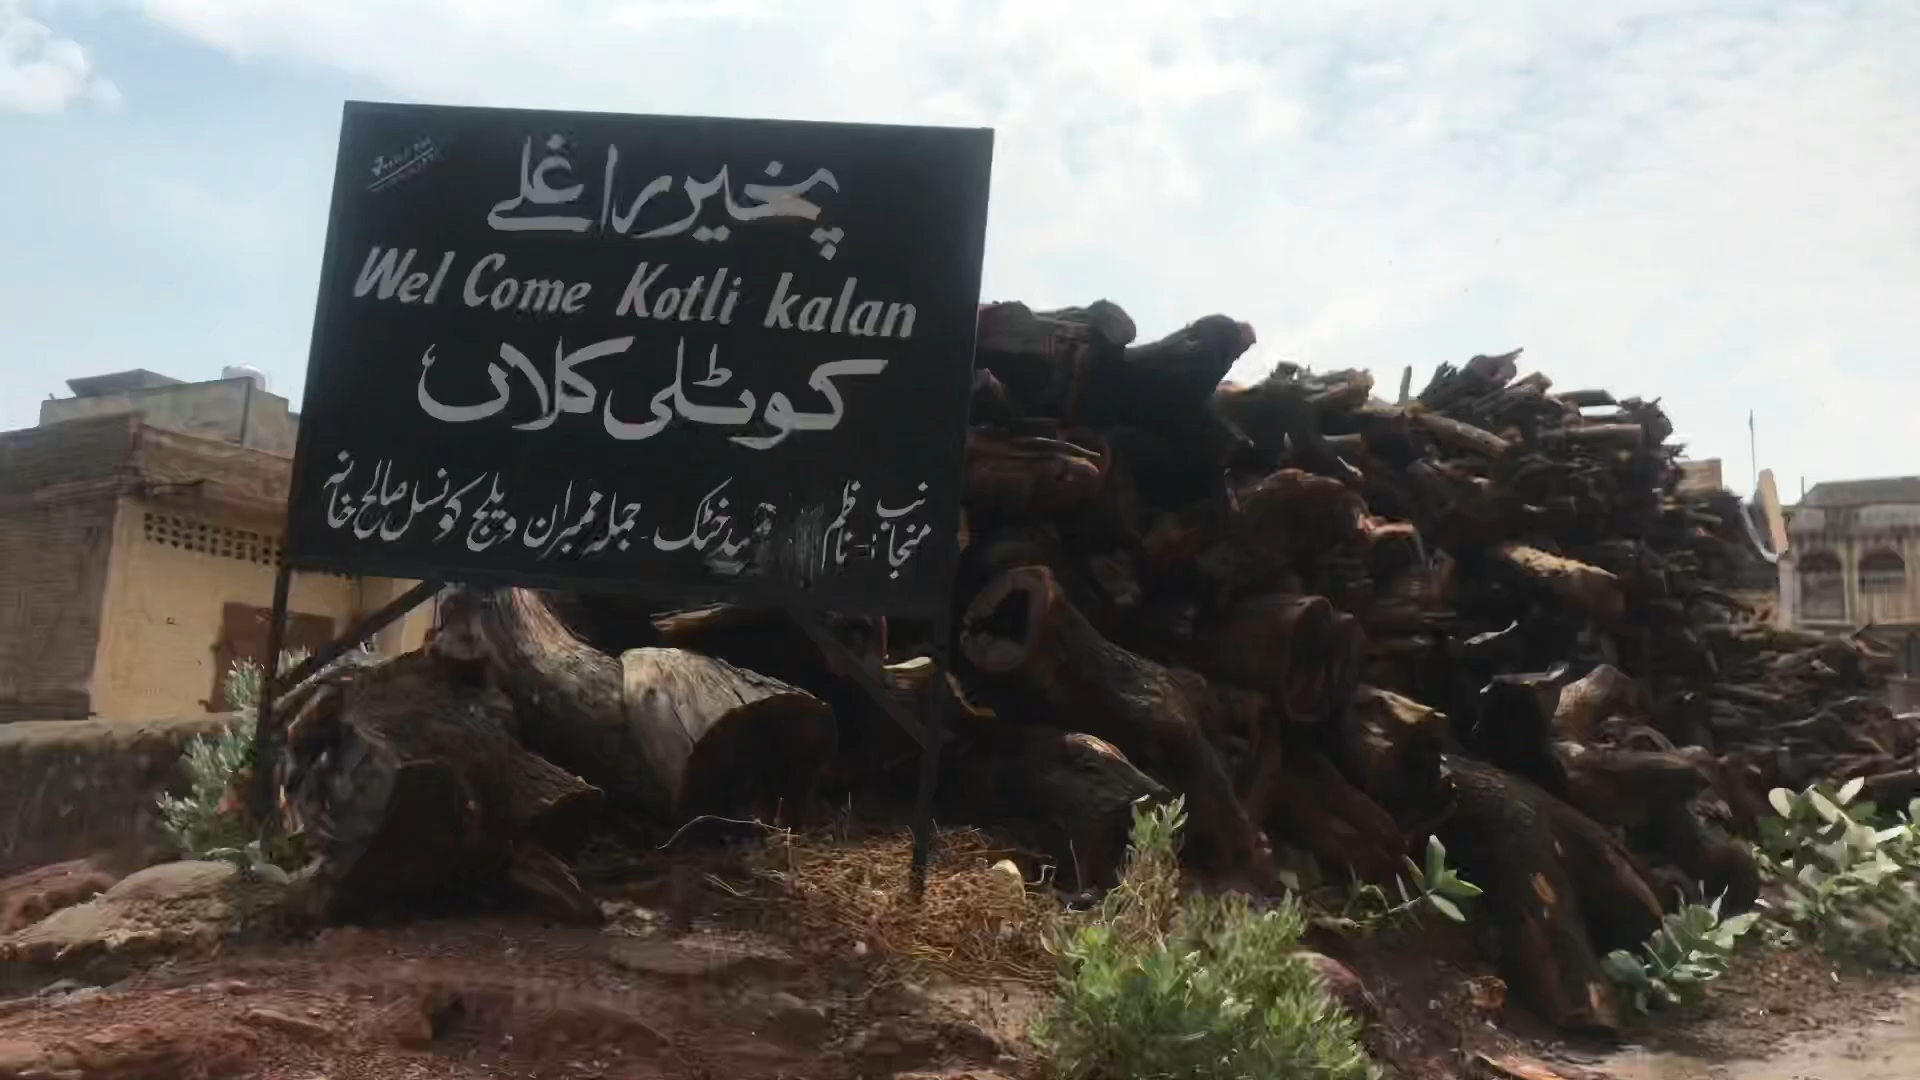 پخیر راغلے
Wel Come Kotli kalan
کوٹلی کلاں
منجانب ناظم خٹک جملہ ممبران ویلج کونسل صالح خانہ